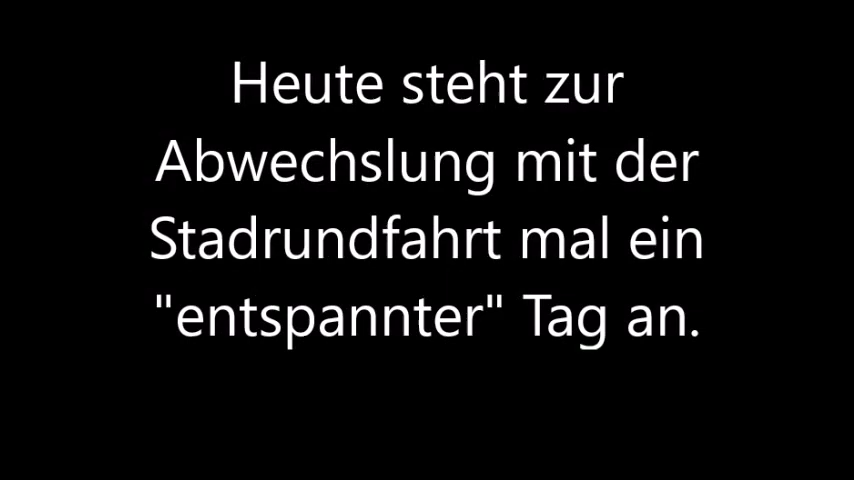 Heute steht zur
Abwechslung mit der
Stadrundfahrt mal ein
"entspannter" Tag an.